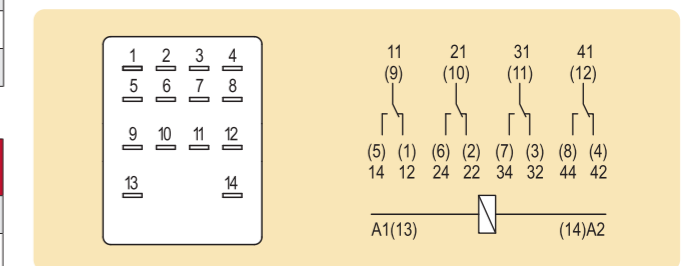 1 2 3 4
5 6 7 8
9 10 11 12
13 14
11 21 31 41
(9) (10) (11) (12)
(5) (1) (6) (2) (7) (3) (8) (4)
14 12 24 22 34 32 44 42
A1(13) (14)A2